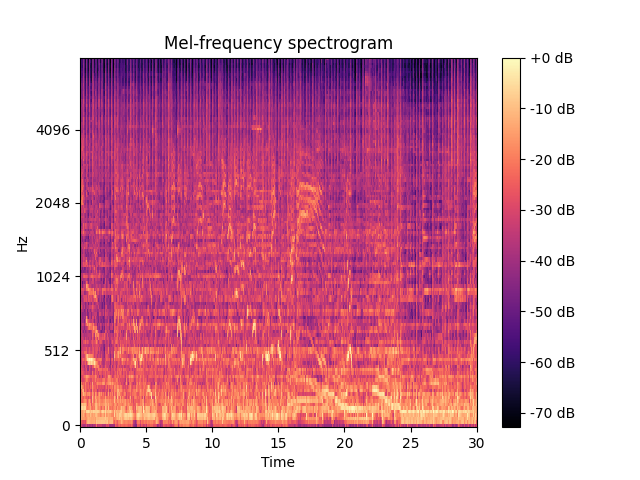 Mel-frequency spectrogram
Hz
4096
2048
1024
512
0
0 5 10 15 20 25 30
Time
+0 dB
-10 dB
-20 dB
-30 dB
-40 dB
-50 dB
-60 dB
-70 dB